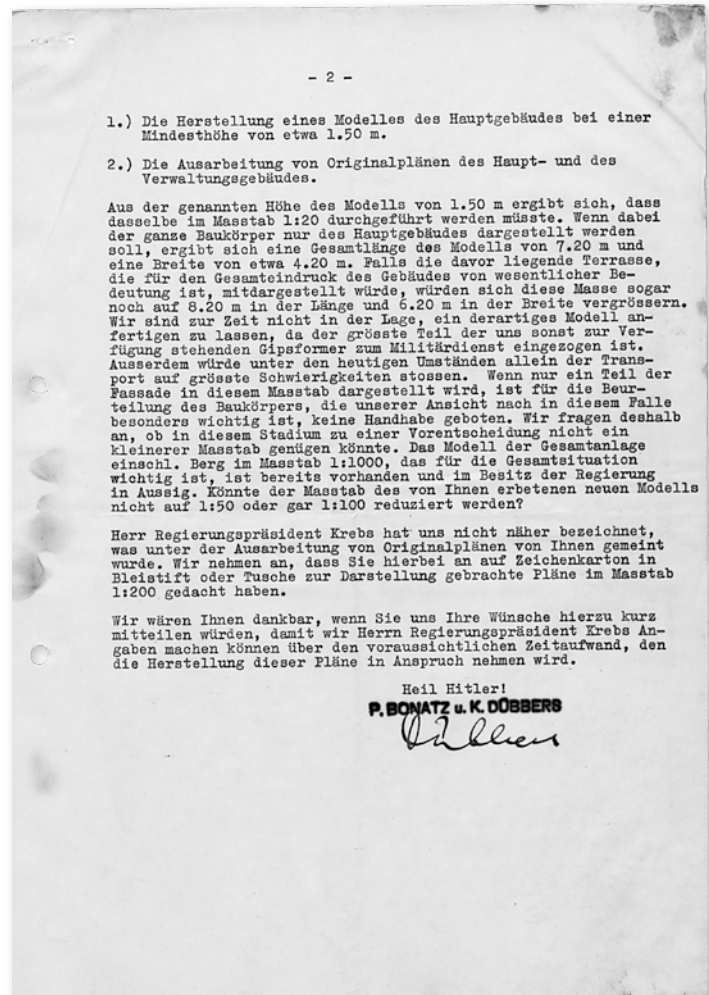 - 2 -
1.) Die Herstellung eines Modelles des Hauptgebäudes bei einer
Mindesthöhe von etwa 1.50 m.
2.) Die Ausarbeitung von Originalplänen des Haupt- und des
Verwaltungsgebäudes.
Aus der genannten Höhe des Modells von 1.50 m ergibt sich, dass
dasselbe im Masstab 1:20 durchgeführt werden müsste. Wenn dabei
der ganze Baukörper nur des Hauptgebäudes dargestellt werden
soll, ergibt sich eine Gesamtlänge des Modells von 7.20 m und
eine Breite von etwa 4.20 m. Falls die davor liegende Terrasse,
die für den Gesamteindruck des Gebäudes von wesentlicher Be-
deutung ist, mitdargestellt würde, würden sich diese Masse sogar
noch auf 8.20 m in der Länge und 6.20 m in der Breite vergrössern.
Wir sind zur Zeit nicht in der Lage, ein derartiges Modell an-
fertigen zu lassen, da der grösste Teil der uns sonst zur Ver-
fügung stehenden Gipsformer zum Militärdienst eingezogen ist.
Ausserdem würde unter den heutigen Umständen allein der Trans-
port auf grösste Schwierigkeiten stossen. Wenn nur ein Teil der
Fassade in diesem Masstab dargestellt wird, ist für die Beur-
teilung des Baukörpers, die unserer Ansicht nach in diesem Falle
besonders wichtig ist, keine Handhabe geboten. Wir fragen deshalb
an, ob in diesem Stadium zu einer Vorentscheidung nicht ein
kleinerer Masstab genügen könnte. Das Modell der Gesamtanlage
einschl. Berg im Masstab 1:1000, das für die Gesamtsituation
wichtig ist, ist bereits vorhanden und im Besitz der Regierung
in Aussig. Könnte der Masstab des von Ihnen erbetenen neuen Modells
nicht auf 1:50 oder gar 1:100 reduziert werden?
Herr Regierungspräsident Krebs hat uns nicht näher bezeichnet,
was unter der Ausarbeitung von Originalplänen von Ihnen gemeint
wurde. Wir nehmen an, dass Sie hierbei an auf Zeichenkarton in
Bleistift oder Tusche zur Darstellung gebrachte Pläne im Masstab
1:200 gedacht haben.
Wir wären Ihnen dankbar, wenn Sie uns Ihre Wünsche hierzu kurz
mitteilen würden, damit wir Herrn Regierungspräsident Krebs An-
gaben machen können über den voraussichtlichen Zeitaufwand, den
die Herstellung dieser Pläne in Anspruch nehmen wird.
Heil Hitler!
P. BONATZ u. K. DÜBBERS
Dübbers